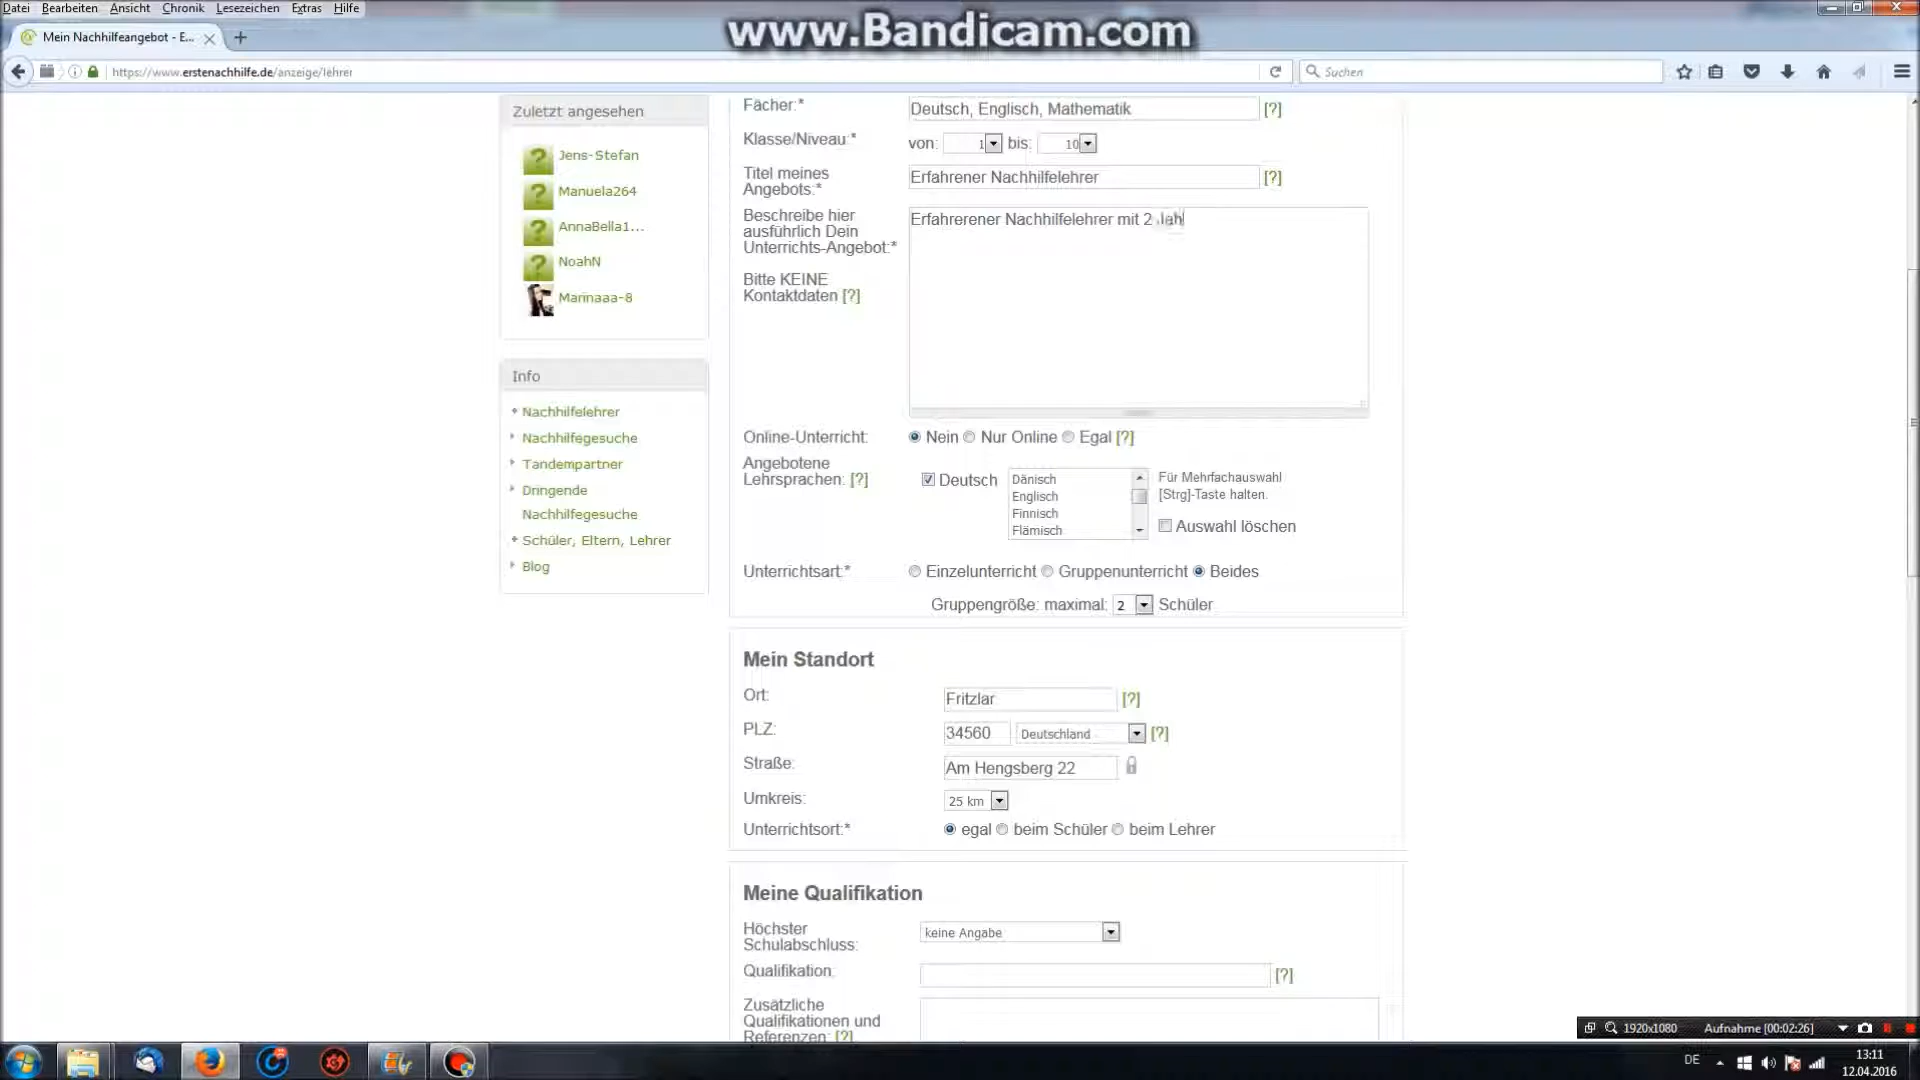 Datei Bearbeiten Ansicht Chronik Lesezeichen Extras Hilfe
www.Bandicam.com
Mein Nachhilfeangebot - E...
https://www.erstenachhilfe.de/anzeige/lehrer
Suchen
Zuletzt angesehen
Jens-Stefan
Manuela264
AnnaBella1...
NoahN
Marinaaa-8
Info
Nachhilfelehrer
Nachhilfegesuche
Tandempartner
Dringende
Nachhilfegesuche
Schüler, Eltern, Lehrer
Blog
Fächer:* Deutsch, Englisch, Mathematik [?]
Klasse/Niveau:* von: 1 bis: 10
Titel meines
Angebots:* Erfahrener Nachhilfelehrer [?]
Beschreibe hier
ausführlich Dein
Unterrichts-Angebot:*
Erfahrerener Nachhilfelehrer mit 2 Jah
Bitte KEINE
Kontaktdaten [?]
Online-Unterricht: Nein Nur Online Egal [?]
Angebotene
Lehrsprachen: [?]
Deutsch
Dänisch
Englisch
Finnisch
Flämisch
Für Mehrfachauswahl
[Strg]-Taste halten.
Auswahl löschen
Unterrichtsart:* Einzelunterricht Gruppenunterricht Beides
Gruppengröße: maximal: 2 Schüler
Mein Standort
Ort: Fritzlar [?]
PLZ: 34560 Deutschland [?]
Straße: Am Hengsberg 22
Umkreis: 25 km
Unterrichtsort:* egal beim Schüler beim Lehrer
Meine Qualifikation
Höchster
Schulabschluss: keine Angabe
Qualifikation: [?]
Zusätzliche
Qualifikationen und
Referenzen: [?]
1920x1080 Aufnahme [00:02:26]
DE
13:11
12.04.2016